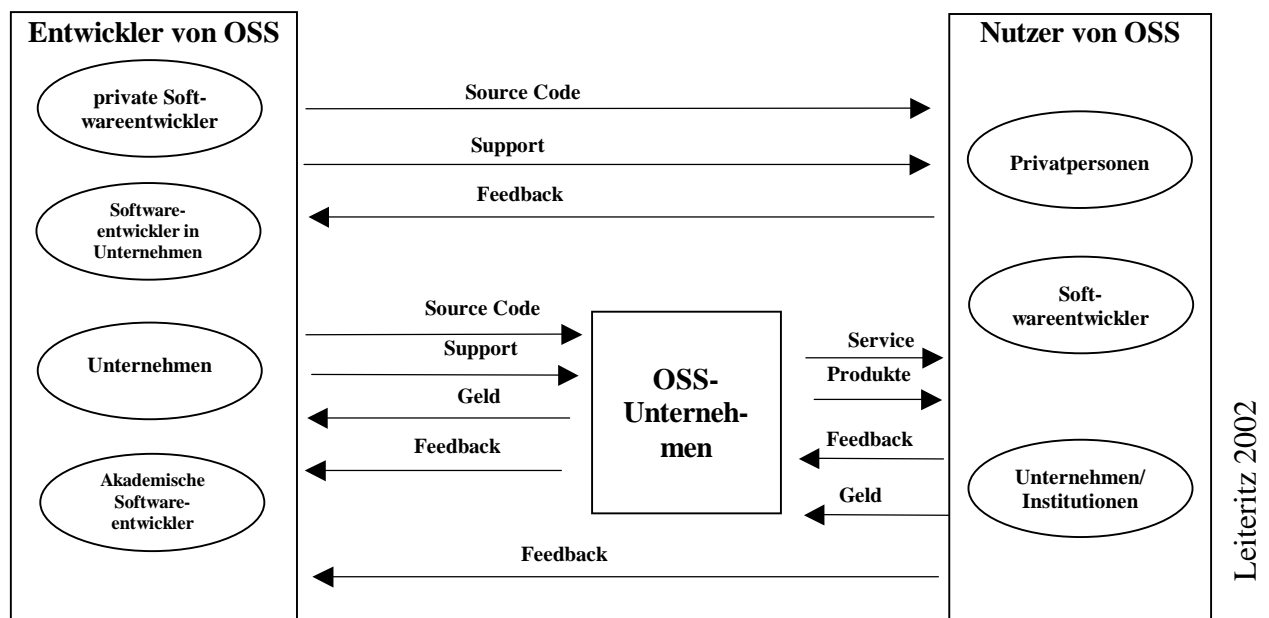 Entwickler von OSS
private Soft-
wareentwickler
Software-
entwickler in
Unternehmen
Unternehmen
Akademische
Software-
entwickler
Source Code
Support
Feedback
Source Code
Support
Geld
Feedback
OSS-
Unterneh-
men
Service
Produkte
Feedback
Geld
Feedback
Nutzer von OSS
Privatpersonen
Soft-
wareentwickler
Unternehmen/
Institutionen
Leiteritz 2002